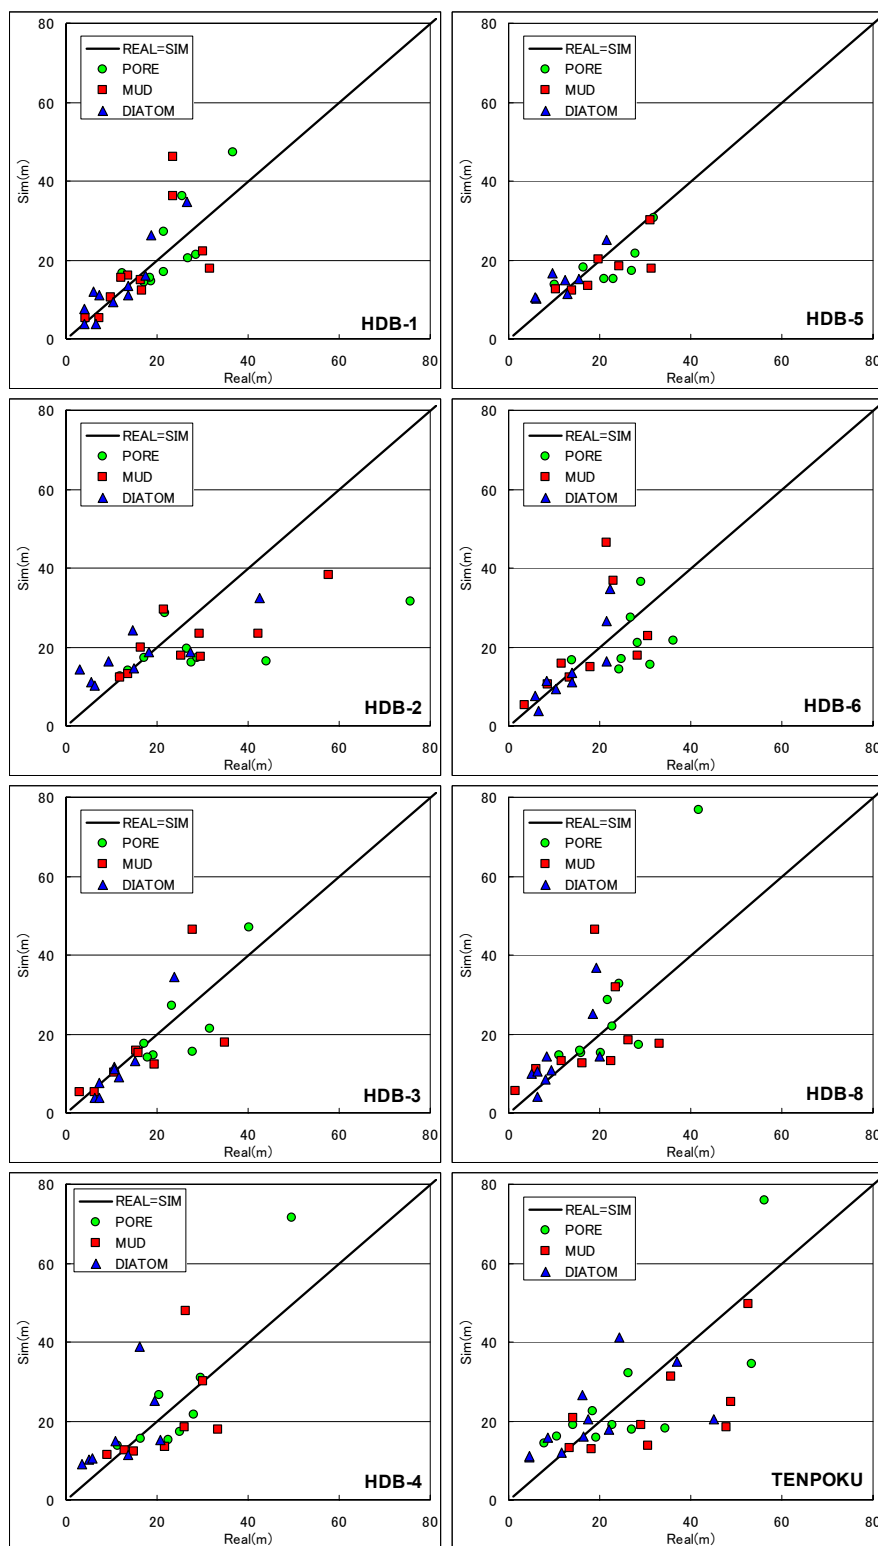 80
60
40
20
0
Sim(m)
REAL=SIM
PORE
MUD
DIATOM
HDB-1
0 20 40 60 80
Real(m)
80
60
40
20
0
Sim(m)
REAL=SIM
PORE
MUD
DIATOM
HDB-5
0 20 40 60 80
Real(m)
80
60
40
20
0
Sim(m)
REAL=SIM
PORE
MUD
DIATOM
HDB-2
0 20 40 60 80
Real(m)
80
60
40
20
0
Sim(m)
REAL=SIM
PORE
MUD
DIATOM
HDB-6
0 20 40 60 80
Real(m)
80
60
40
20
0
Sim(m)
REAL=SIM
PORE
MUD
DIATOM
HDB-3
0 20 40 60 80
Real(m)
80
60
40
20
0
Sim(m)
REAL=SIM
PORE
MUD
DIATOM
HDB-8
0 20 40 60 80
Real(m)
80
60
40
20
0
Sim(m)
REAL=SIM
PORE
MUD
DIATOM
HDB-4
0 20 40 60 80
Real(m)
80
60
40
20
0
Sim(m)
REAL=SIM
PORE
MUD
DIATOM
TENPOKU
0 20 40 60 80
Real(m)